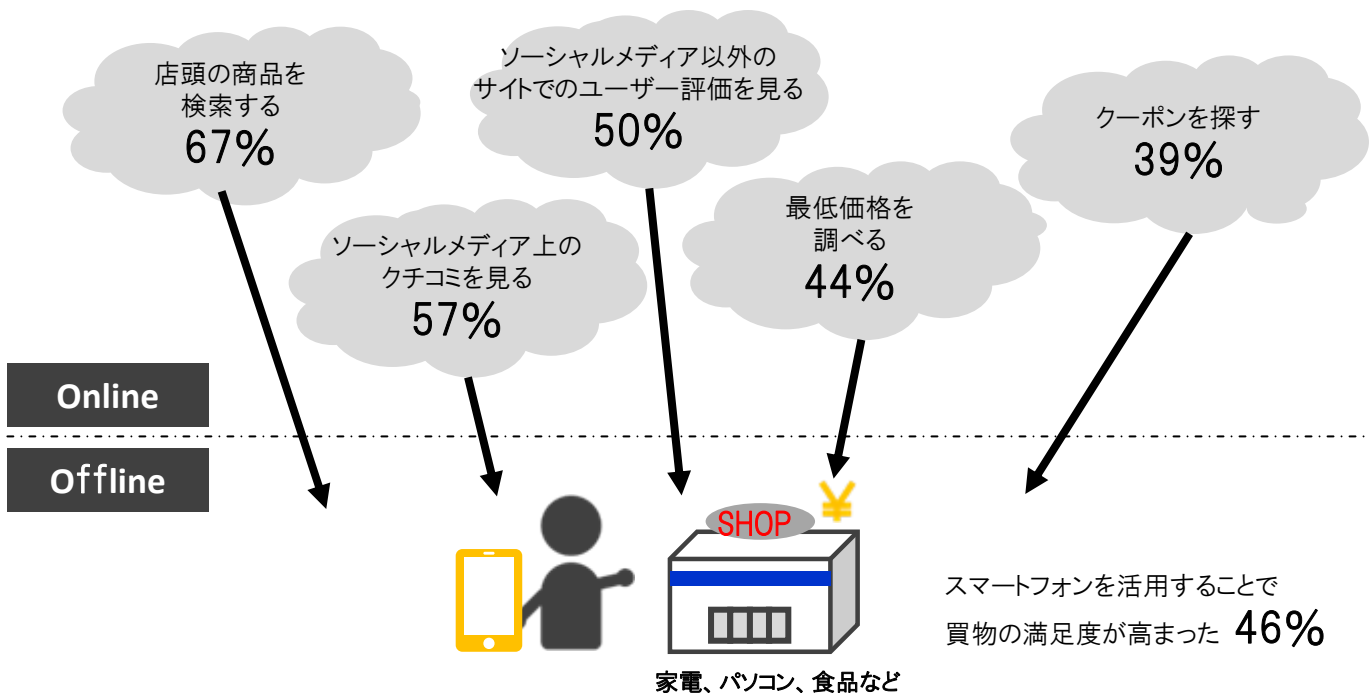 店頭の商品を
検索する
67%
ソーシャルメディア以外の
サイトでのユーザー評価を見る
50%
クーポンを探す
39%
ソーシャルメディア上の
クチコミを見る
57%
最低価格を
調べる
44%
Online
Offline
SHOP
¥
スマートフォンを活用することで
買物の満足度が高まった 46%
家電、パソコン、食品など